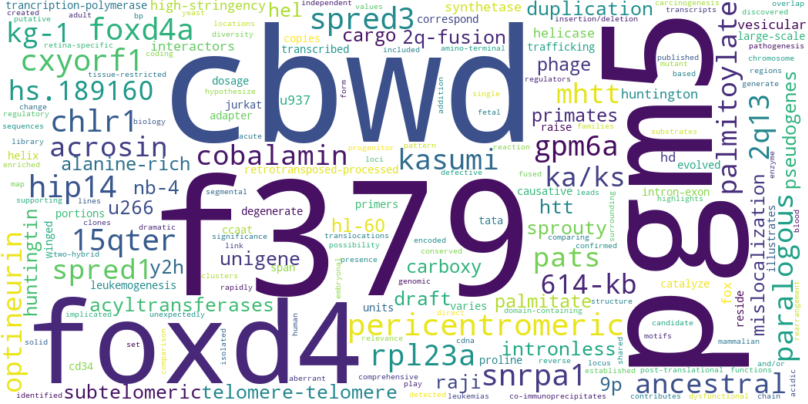 trancription-polymerase high-stringency hel duplication synthetase yeast locations overlap
putative adult bp spred3 correspond insertion/deletion discovered
created independent values carcinogenesis transcripts
kg-1 foxd4a retina-specific interactors cargo 2q-fusion helicase vesicular
diversity copies transcribed included amino-terminal trafficking large-scale pathogenesis
cxyorf1 coding cbwd phage published chromosome
tissue-restricted dosage hypothesize jurkat u937 form addition regulators mutant based regions
hs.189160 mhtt huntington generate
change regulatory biology adapter acute single fetal primates raise families substrates
sequences chlr1 library pgm5 palmitoylate 2q13 pseudogenes
helix enriched acrosin progenitor pattern reaction gpm6a hd evolved enzyme
map alanine-rich cobalamin loci kasumi fused causative leads intron-exon
supporting lines retrotransposed-processed defective ka/ks highlights
hip14 nb-4 segmental f379 primers htt surrounding
portions clones dramatic degenerate tata sprouty comparing mislocalization illustrates
huntingtin winged u266 ccaat hl-60 translocations encoded confirmed
optineurin 15qter two-hybrid significance link possibility conserved pats paralogous blood
unigene span presence carboxy 614-kb fox
spred1 y2h clusters rapidly embryonal genomic catalyze rearrangement
leukemogenesis draft palmitate reside
acyltransferases units varies structure
implicated unexpectedly foxd4 pericentromeric direct domain-containing candidate
solid cd34 set comparison isolated human relevance cdna rpl23a intronless motifs mammalian
proline reverse locus shared established post-translational functions and/or
aberrant comprehensive play raji snrpa1 9p ancestral acidic
identified subtelomeric telomere-telomere detected leukemias co-immunoprecipitates contributes dysfunctional chain